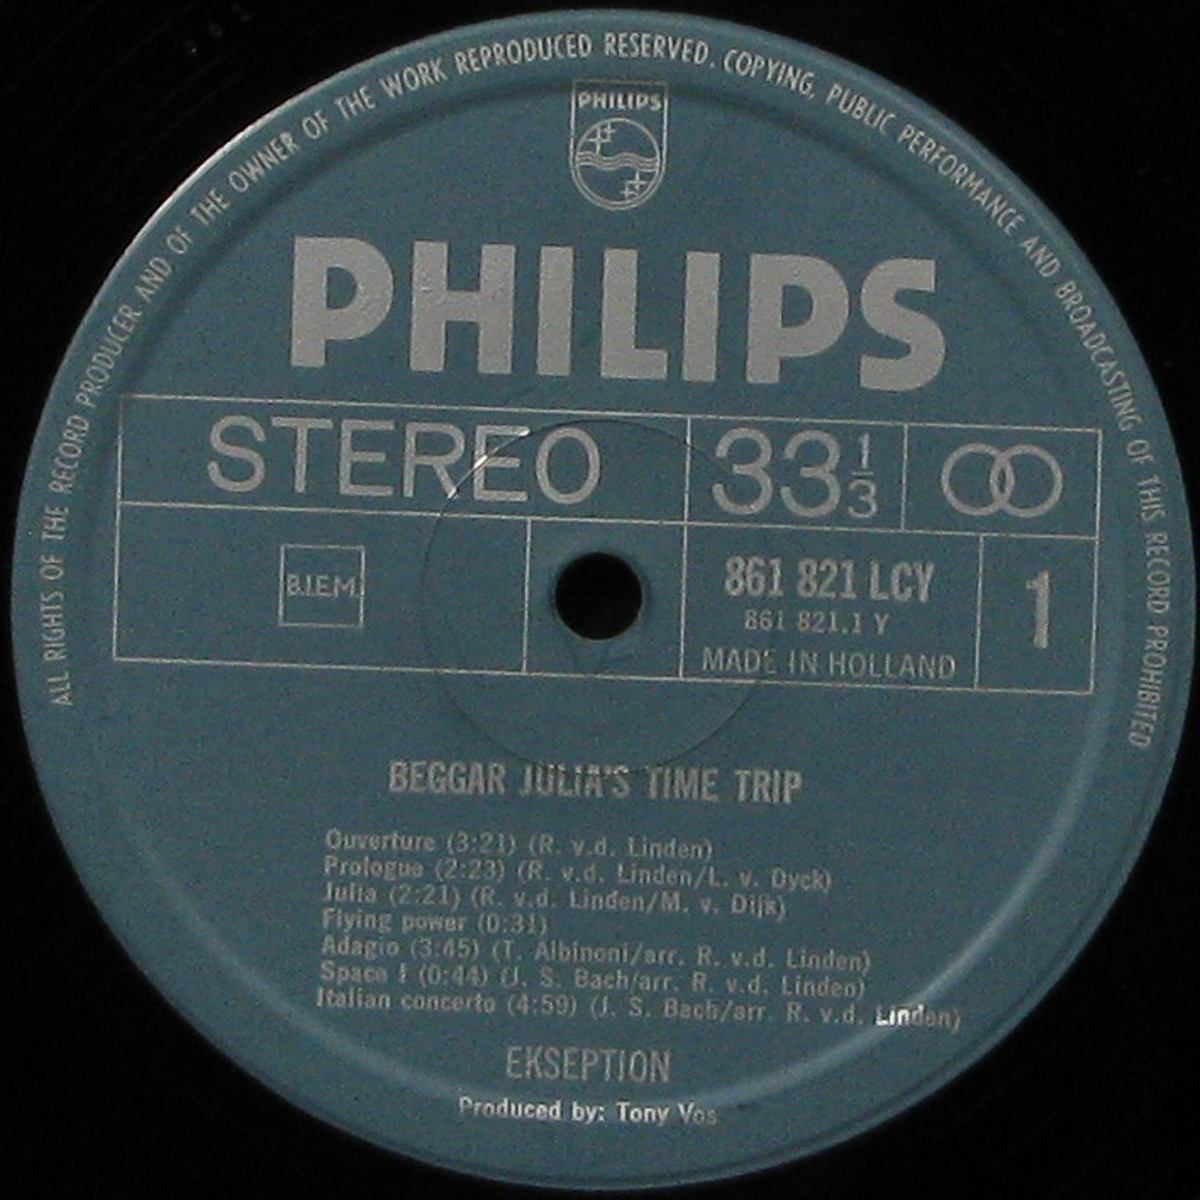 ALL RIGHTS OF THE RECORD PRODUCER AND OF THE OWNER OF THE WORK REPRODUCED RESERVED. COPYING, PUBLIC PERFORMANCE AND BROADCASTING OF THIS RECORD PROHIBITED
PHILIPS
PHILIPS
STEREO 33 1/3
B.I.E.M. 861 821 LCY 1
861 821.1 Y
MADE IN HOLLAND
BEGGAR JULIA'S TIME TRIP
Ouverture (3:21) (R. v.d. Linden)
Prologue (2:23) (R. v.d. Linden/L. v. Dyck)
Julia (2:21) (R. v.d. Linden/M. v. Dijk)
Flying power (0:31)
Adagio (3:45) (T. Albinoni/arr. R. v.d. Linden)
Space I (0:44) (J. S. Bach/arr. R. v.d. Linden)
Italian concerto (4:59) (J. S. Bach/arr. R. v.d. Linden)
EKSEPTION
Produced by: Tony Vos